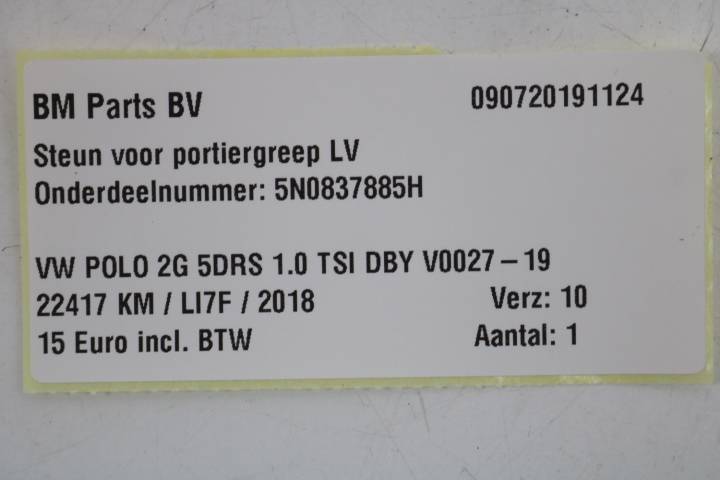 BM Parts BV 090720191124
Steun voor portiergreep LV
Onderdeelnummer: 5N0837885H
VW POLO 2G 5DRS 1.0 TSI DBY V0027-19
22417 KM / LI7F / 2018 Verz: 10
15 Euro incl. BTW Aantal: 1